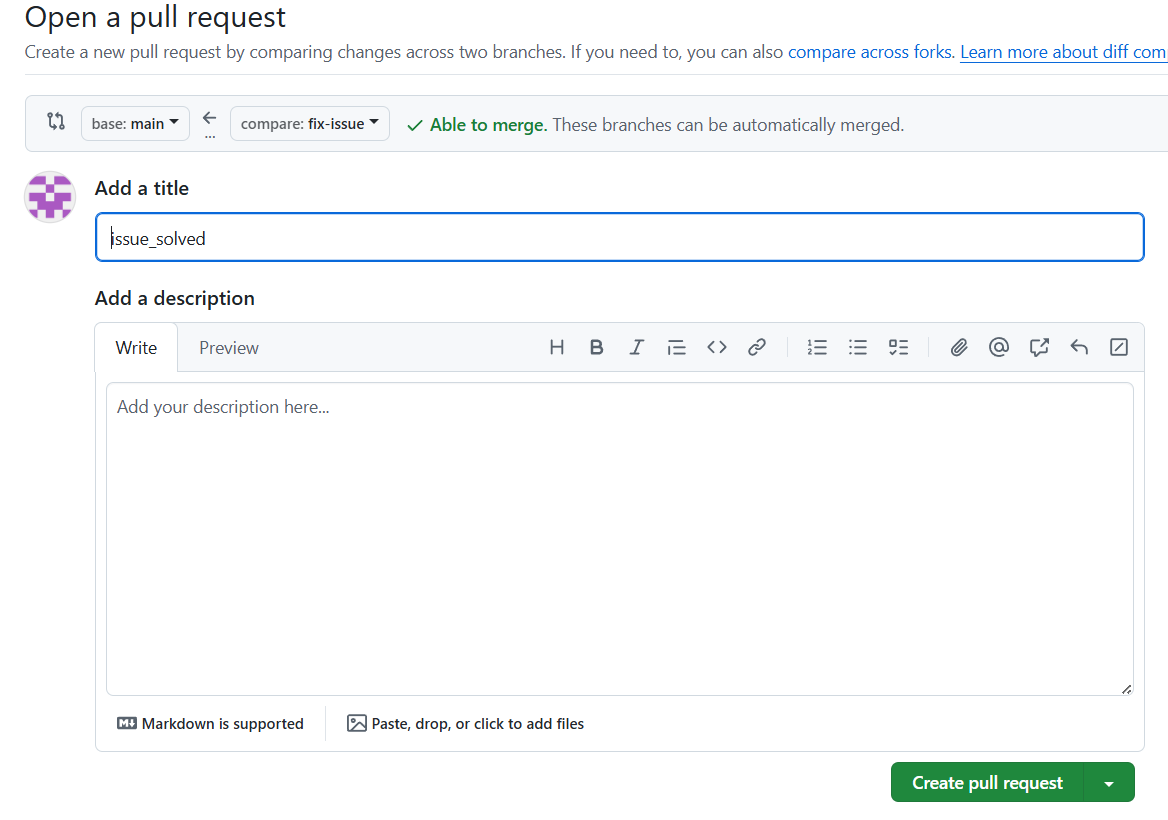 Open a pull request
Create a new pull request by comparing changes across two branches. If you need to, you can also compare across forks. Learn more about diff com
base: main ← ... compare: fix-issue ✓ Able to merge. These branches can be automatically merged.
Add a title
issue_solved
Add a description
Write Preview
Add your description here...
Markdown is supported Paste, drop, or click to add files
Create pull request